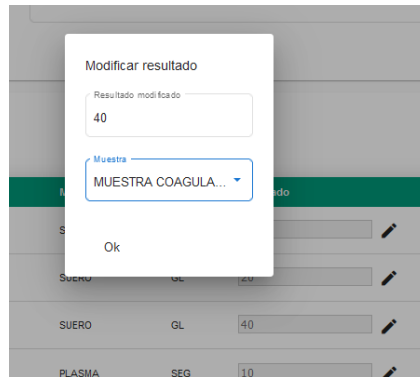 Modificar resultado
Resultado modificado
40
Muestra
MUESTRA COAGULA...
Ok
SUERO GL 20
SUERO GL 40
PLASMA SEG 10